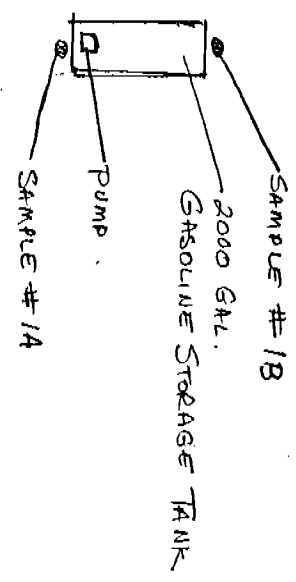 SAMPLE # 1B
2000 GAL.
GASOLINE STORAGE TANK
PUMP.
SAMPLE # 1A